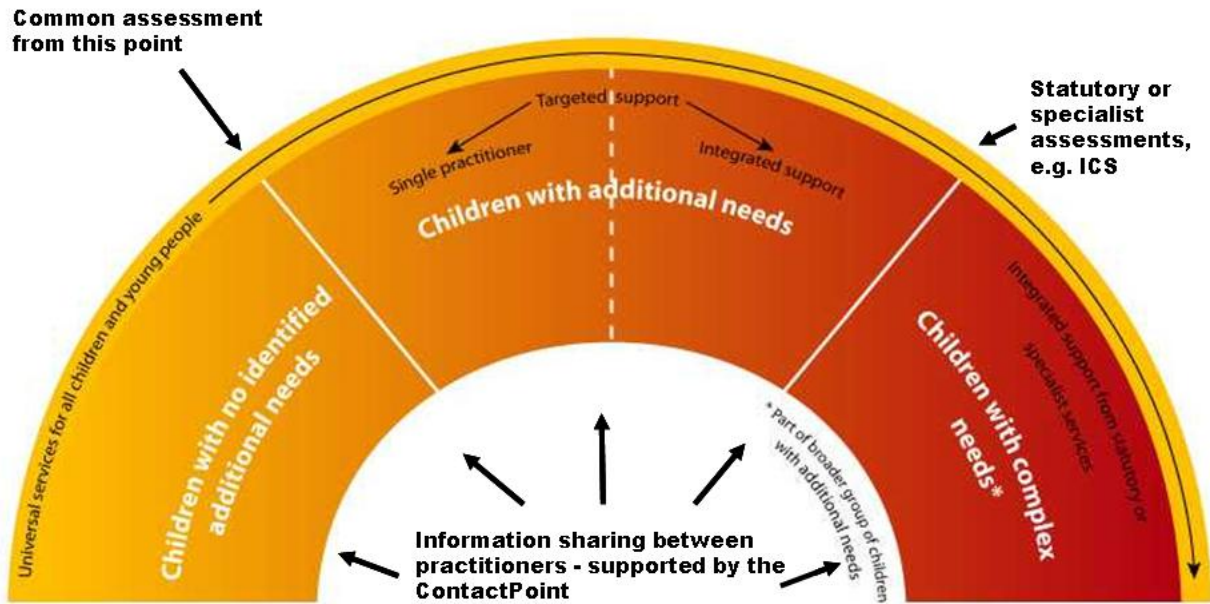 Common assessment
from this point
Statutory or
specialist
assessments,
e.g. ICS
Targeted support
Single practitioner
Integrated support
Children with additional needs
Universal services for all children and young people
Children with no identified
additional needs
Integrated support from statutory or
specialist services
Children with complex
needs*
* Part of broader group of children
with additional needs
Information sharing between
practitioners - supported by the
ContactPoint